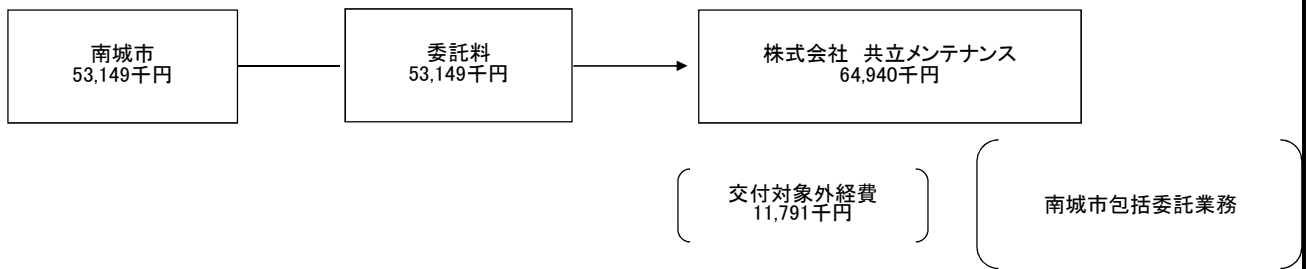 南城市
53,149千円
委託料
53,149千円
株式会社　共立メンテナンス
64,940千円
交付対象外経費
11,791千円
南城市包括委託業務